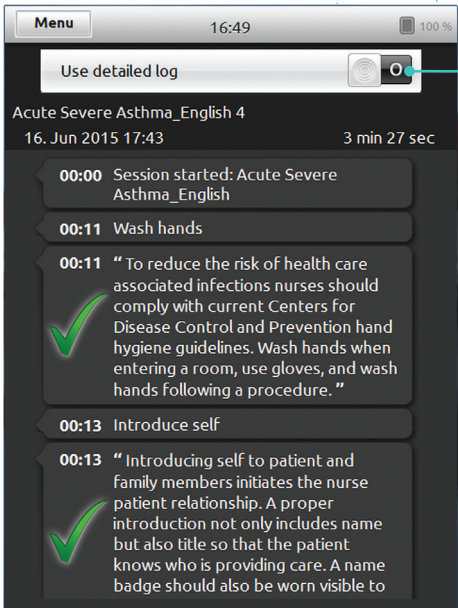 Menu
16:49
100 %
Use detailed log
O
Acute Severe Asthma_English 4
16. Jun 2015 17:43
3 min 27 sec
00:00 Session started: Acute Severe
Asthma_English
00:11 Wash hands
00:11 “ To reduce the risk of health care
associated infections nurses should
comply with current Centers for
Disease Control and Prevention hand
hygiene guidelines. Wash hands when
entering a room, use gloves, and wash
hands following a procedure. ”
00:13 Introduce self
00:13 “ Introducing self to patient and
family members initiates the nurse
patient relationship. A proper
introduction not only includes name
but also title so that the patient
knows who is providing care. A name
badge should also be worn visible to